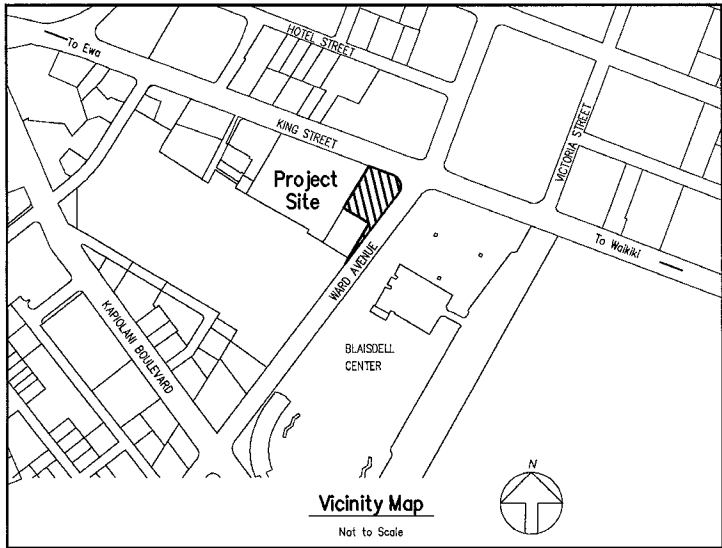 To Ewa
HOTEL STREET
KING STREET
VICTORIA STREET
Project
Site
To Waikiki
WARD AVENUE
KAPIOLANI BOULEVARD
BLAISDELL
CENTER
N
Vicinity Map
Not to Scale